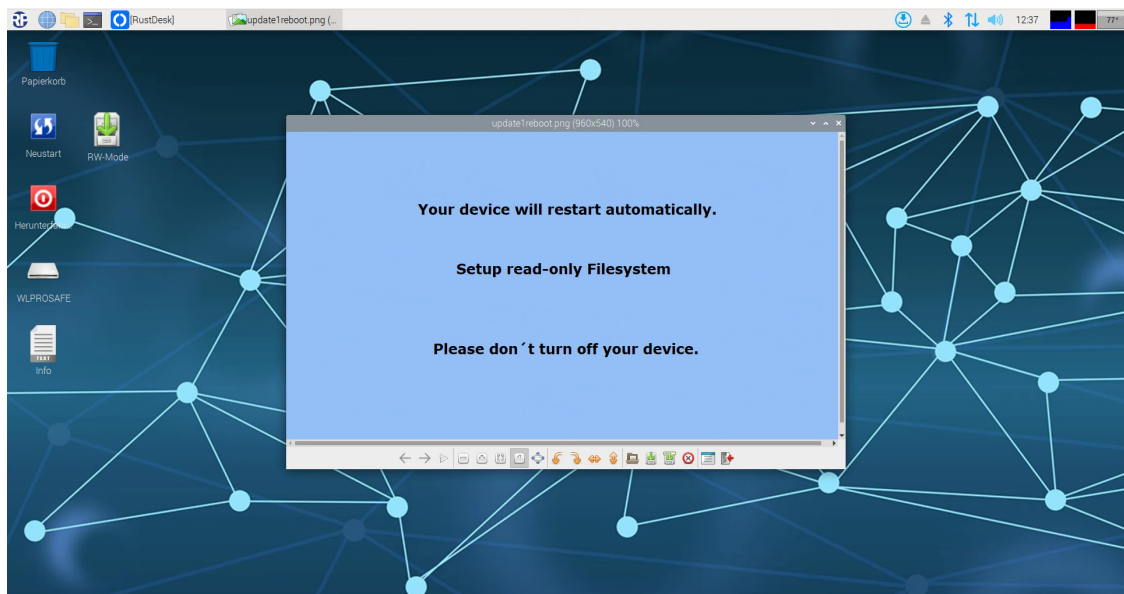 [RustDesk]
update1reboot.png (...
12:37
77°
Papierkorb
Neustart
RW-Mode
WLPROSAFE
TEXT
Info
update1reboot.png (960x540) 100%
Your device will restart automatically.
Setup read-only Filesystem
Please don´t turn off your device.